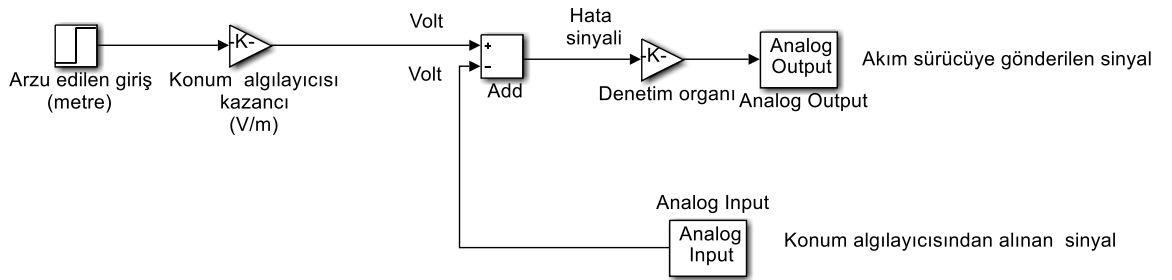 Volt
Hata
sinyali
+
-K-
-K-
Analog
Output
Akım sürücüye gönderilen sinyal
Arzu edilen giriş
(metre)
Konum algılayıcısı
kazancı
(V/m)
Volt
−
Add
Denetim organı
Analog Output
Analog Input
Analog
Input
Konum algılayıcısından alınan sinyal